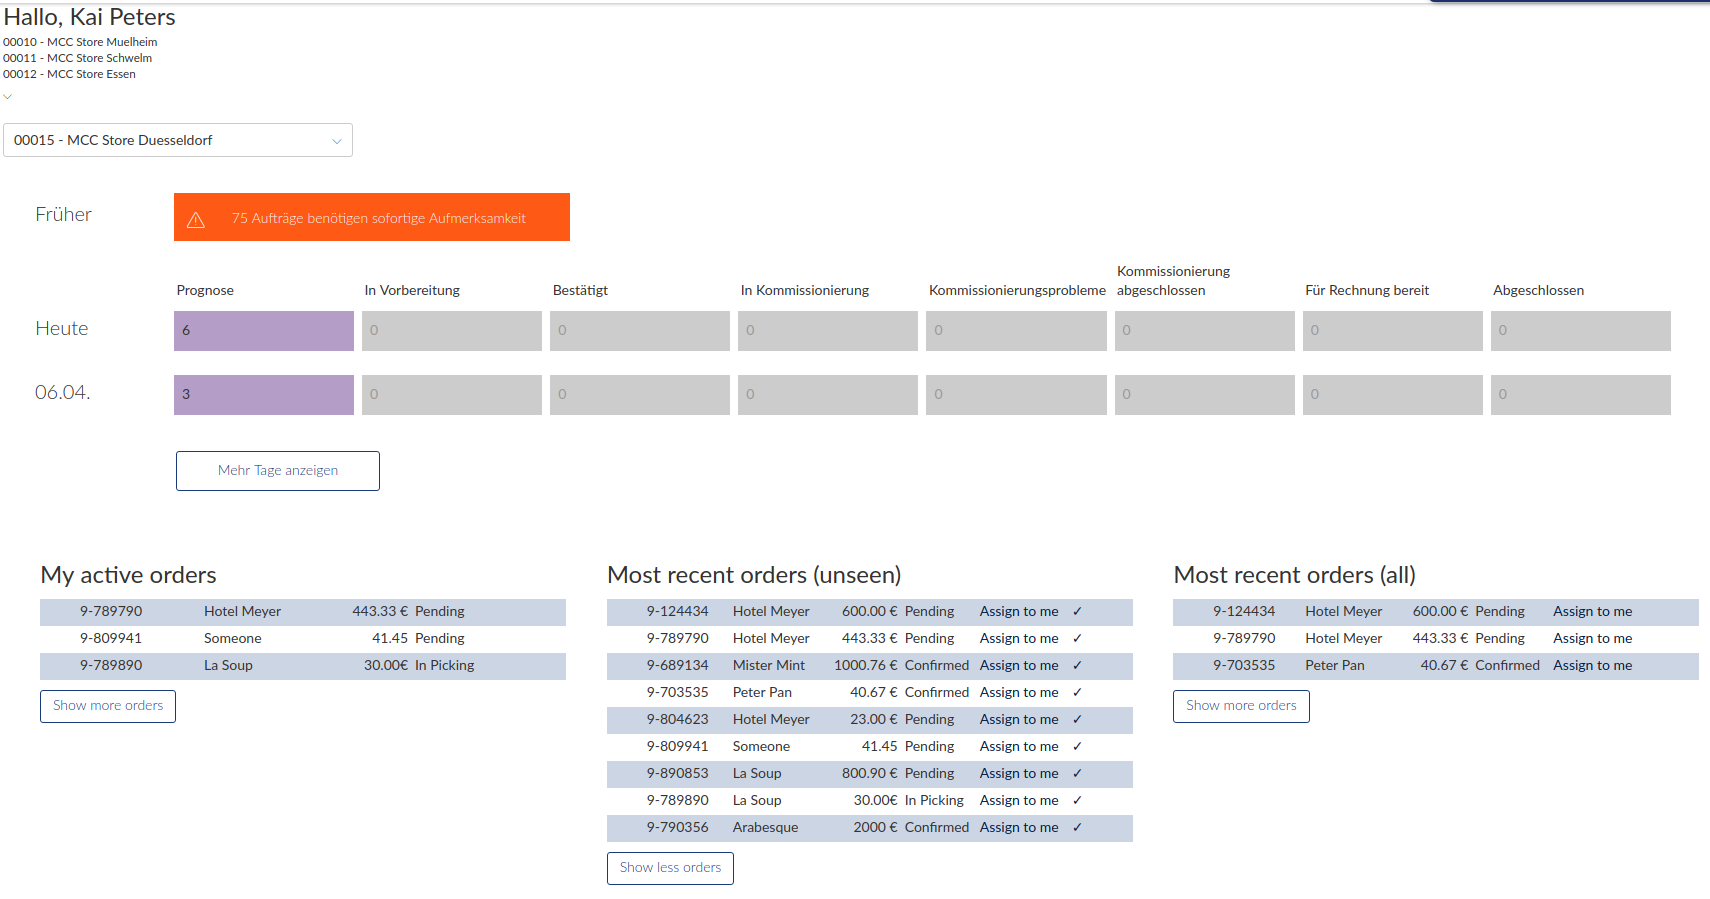 Hallo, Kai Peters
00010 - MCC Store Muelheim
00011 - MCC Store Schwelm
00012 - MCC Store Essen
00015 - MCC Store Duesseldorf
Früher
75 Aufträge benötigen sofortige Aufmerksamkeit
Prognose In Vorbereitung Bestätigt In Kommissionierung Kommissionierungsprobleme Kommissionierung abgeschlossen Für Rechnung bereit Abgeschlossen
Heute 6 0 0 0 0 0 0 0
06.04. 3 0 0 0 0 0 0 0
Mehr Tage anzeigen
My active orders
9-789790 Hotel Meyer 443.33 € Pending
9-809941 Someone 41.45 Pending
9-789890 La Soup 30.00€ In Picking
Show more orders
Most recent orders (unseen)
9-124434 Hotel Meyer 600.00 € Pending Assign to me ✓
9-789790 Hotel Meyer 443.33 € Pending Assign to me ✓
9-689134 Mister Mint 1000.76 € Confirmed Assign to me ✓
9-703535 Peter Pan 40.67 € Confirmed Assign to me ✓
9-804623 Hotel Meyer 23.00 € Pending Assign to me ✓
9-809941 Someone 41.45 Pending Assign to me ✓
9-890853 La Soup 800.90 € Pending Assign to me ✓
9-789890 La Soup 30.00€ In Picking Assign to me ✓
9-790356 Arabesque 2000 € Confirmed Assign to me ✓
Show less orders
Most recent orders (all)
9-124434 Hotel Meyer 600.00 € Pending Assign to me
9-789790 Hotel Meyer 443.33 € Pending Assign to me
9-703535 Peter Pan 40.67 € Confirmed Assign to me
Show more orders